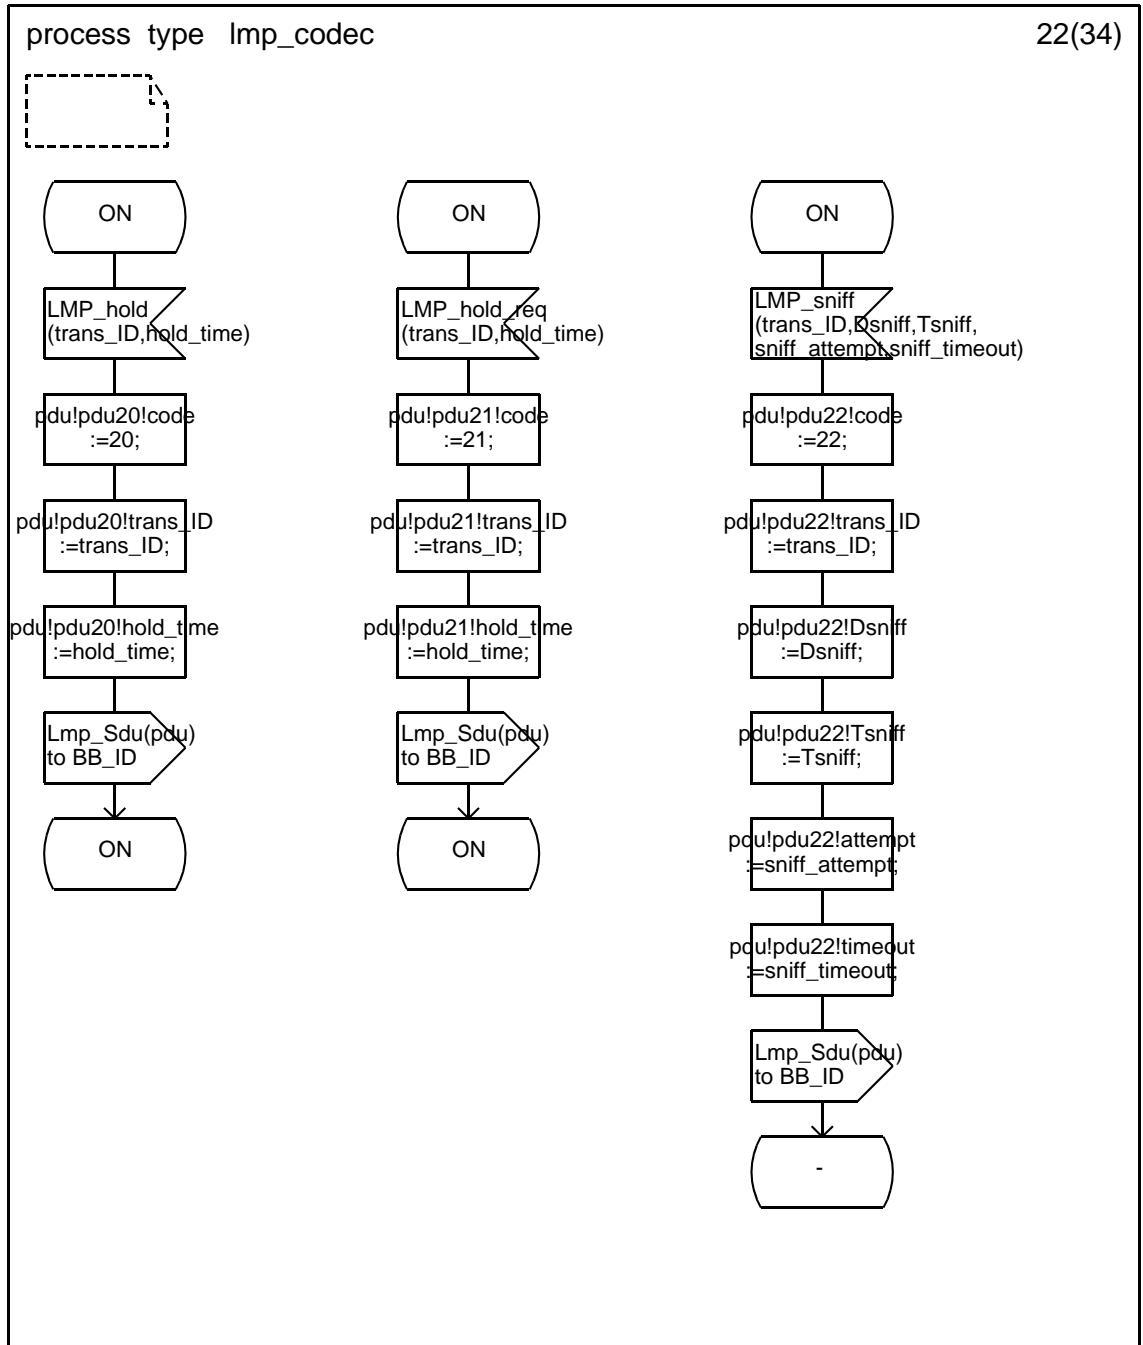 process type lmp_codec
22(34)
ON
LMP_hold
(trans_ID,hold_time)
pdu!pdu20!code
:=20;
pdu!pdu20!trans_ID
:=trans_ID;
pdu!pdu20!hold_time
:=hold_time;
Lmp_Sdu(pdu)
to BB_ID
ON
ON
LMP_hold_req
(trans_ID,hold_time)
pdu!pdu21!code
:=21;
pdu!pdu21!trans_ID
:=trans_ID;
pdu!pdu21!hold_time
:=hold_time;
Lmp_Sdu(pdu)
to BB_ID
ON
ON
LMP_sniff
(trans_ID,Dsniff,Tsniff,
sniff_attempt,sniff_timeout)
pdu!pdu22!code
:=22;
pdu!pdu22!trans_ID
:=trans_ID;
pdu!pdu22!Dsniff
:=Dsniff;
pdu!pdu22!Tsniff
:=Tsniff;
pdu!pdu22!attempt
:=sniff_attempt;
pdu!pdu22!timeout
:=sniff_timeout;
Lmp_Sdu(pdu)
to BB_ID
-